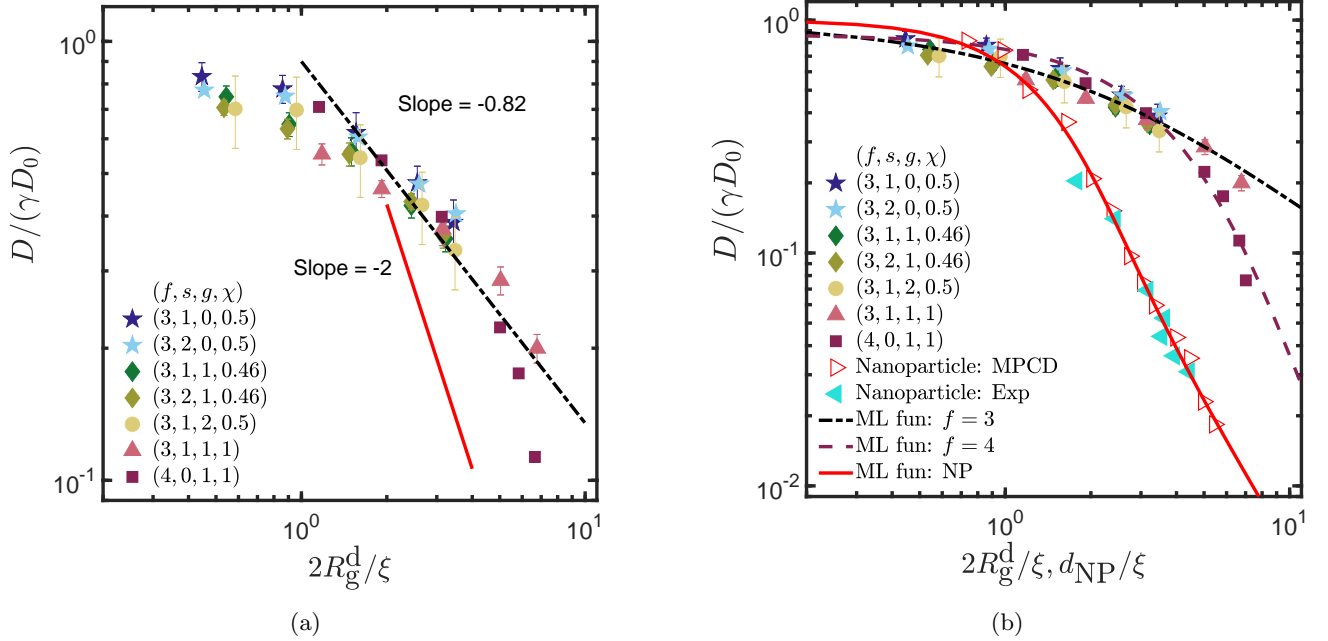 10^0
10^-1
D/(γD_0)
Slope = -0.82
Slope = -2
(f, s, g, χ)
(3, 1, 0, 0.5)
(3, 2, 0, 0.5)
(3, 1, 1, 0.46)
(3, 2, 1, 0.46)
(3, 1, 2, 0.5)
(3, 1, 1, 1)
(4, 0, 1, 1)
10^0
10^1
2R_g^d/ξ
(a)
10^0
10^-1
10^-2
D/(γD_0)
(f, s, g, χ)
(3, 1, 0, 0.5)
(3, 2, 0, 0.5)
(3, 1, 1, 0.46)
(3, 2, 1, 0.46)
(3, 1, 2, 0.5)
(3, 1, 1, 1)
(4, 0, 1, 1)
Nanoparticle: MPCD
Nanoparticle: Exp
ML fun: f = 3
ML fun: f = 4
ML fun: NP
10^0
10^1
2R_g^d/ξ, d_NP/ξ
(b)